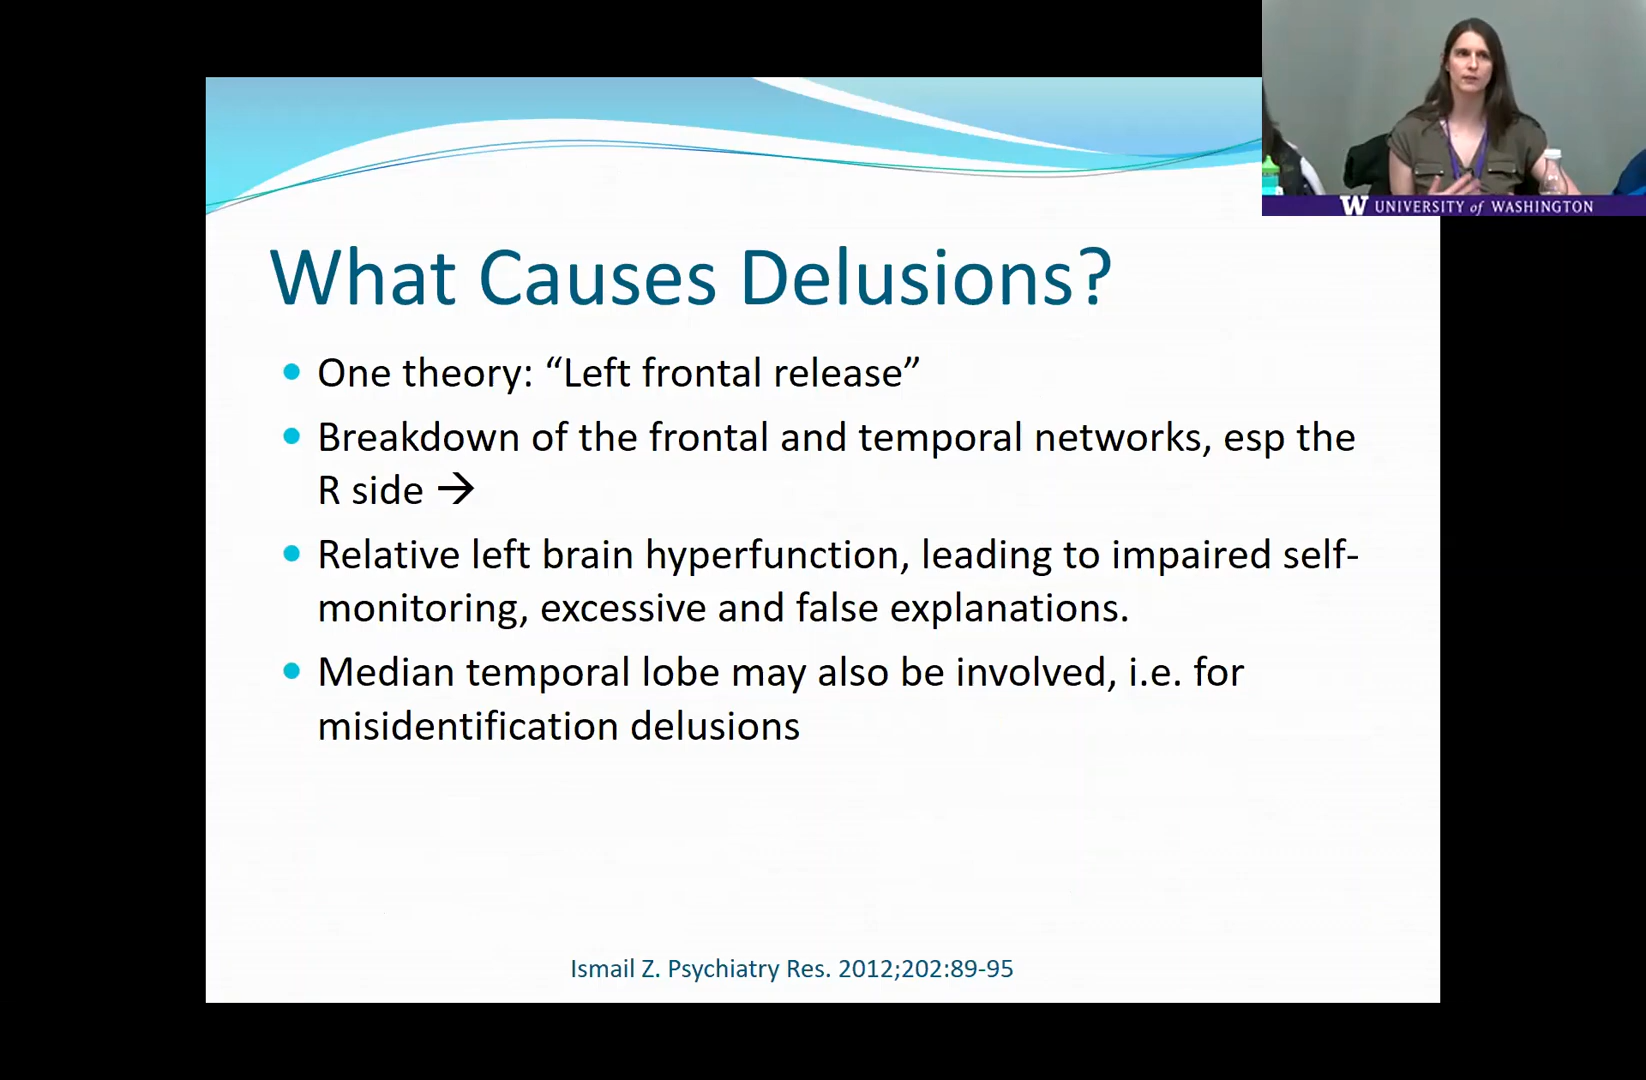 W UNIVERSITY of WASHINGTON
What Causes Delusions?
One theory: “Left frontal release”
Breakdown of the frontal and temporal networks, esp the
R side →
Relative left brain hyperfunction, leading to impaired self-
monitoring, excessive and false explanations.
Median temporal lobe may also be involved, i.e. for
misidentification delusions
Ismail Z. Psychiatry Res. 2012;202:89-95